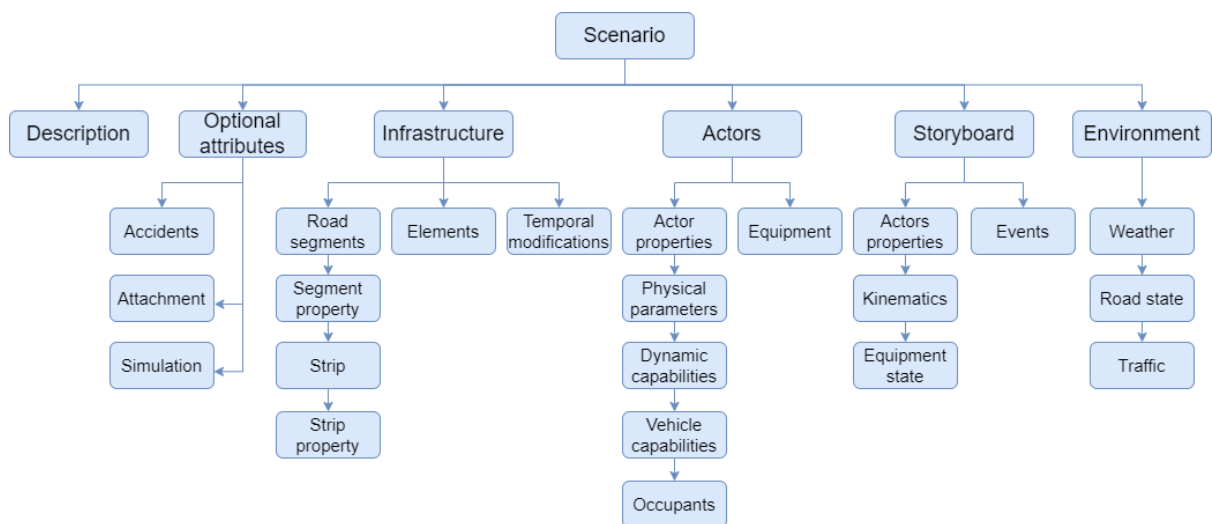 Scenario
Description
Optional
attributes
Infrastructure
Actors
Storyboard
Environment
Accidents
Road
segments
Elements
Temporal
modifications
Actor
properties
Equipment
Actors
properties
Events
Weather
Attachment
Segment
property
Physical
parameters
Kinematics
Road state
Simulation
Strip
Dynamic
capabilities
Equipment
state
Traffic
Strip
property
Vehicle
capabilities
Occupants